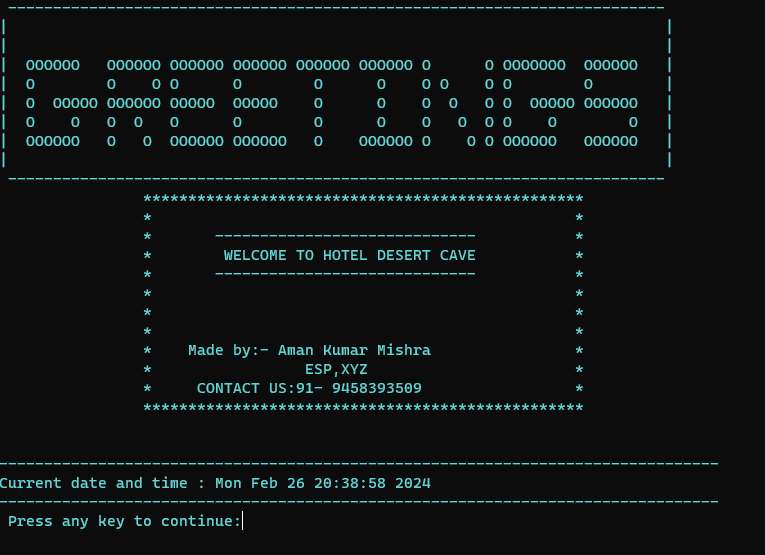 GREETINGS
WELCOME TO HOTEL DESERT CAVE
Made by:- Aman Kumar Mishra
ESP,XYZ
CONTACT US:91- 9458393509
Current date and time : Mon Feb 26 20:38:58 2024
Press any key to continue: